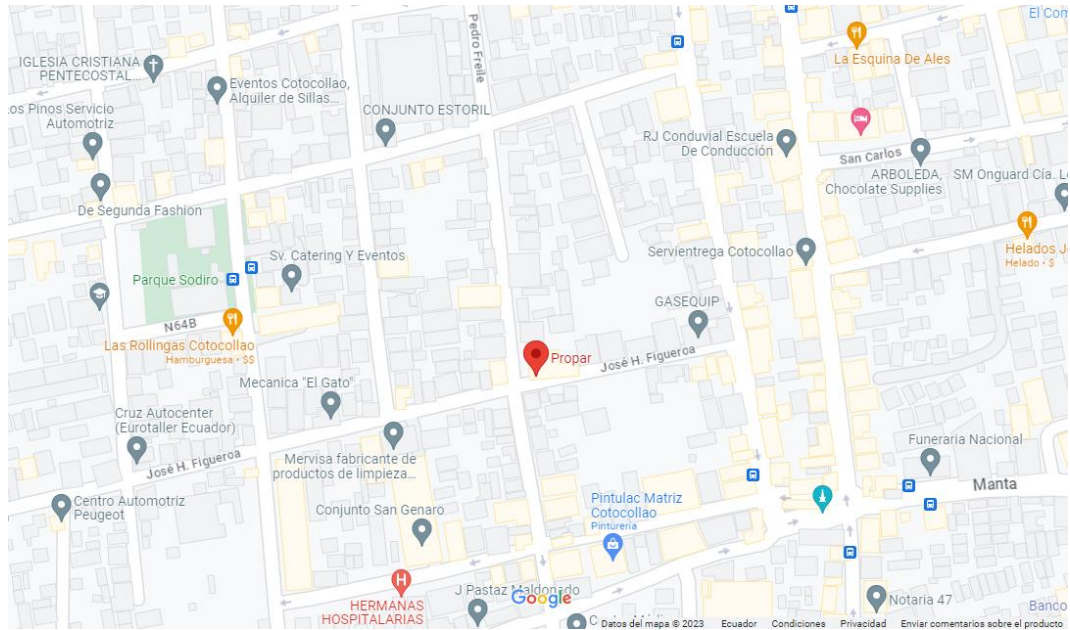 El Com
Pedro Freile
La Esquina De Ales
IGLESIA CRISTIANA
PENTECOSTAL...
Eventos Cotocollao,
Alquiler de Sillas...
CONJUNTO ESTORIL
os Pinos Servicio
Automotriz
RJ Conduvial Escuela
De Conducción
San Carlos
ARBOLEDA,
Chocolate Supplies
SM Onguard Cía. L
De Segunda Fashion
Sv. Catering Y Eventos
Servientrega Cotocollao
Helados J
Helado • $
Parque Sodiro
N64B
GASEQUIP
Las Rollingas Cotocollao
Hamburguesa • $$
Propar
José H. Figueroa
Mecanica "El Gato"
Cruz Autocenter
(Eurotaller Ecuador)
José H. Figueroa
Mervisa fabricante de
productos de limpieza...
Funeraria Nacional
Manta
Centro Automotriz
Peugeot
Conjunto San Genaro
Pintulac Matriz
Cotocollao
Pinturería
H
HERMANAS
HOSPITALARIAS
J Pastaz Maldonado
Google
Notaria 47
Banco
Datos del mapa © 2023 Ecuador Condiciones Privacidad Enviar comentarios sobre el producto